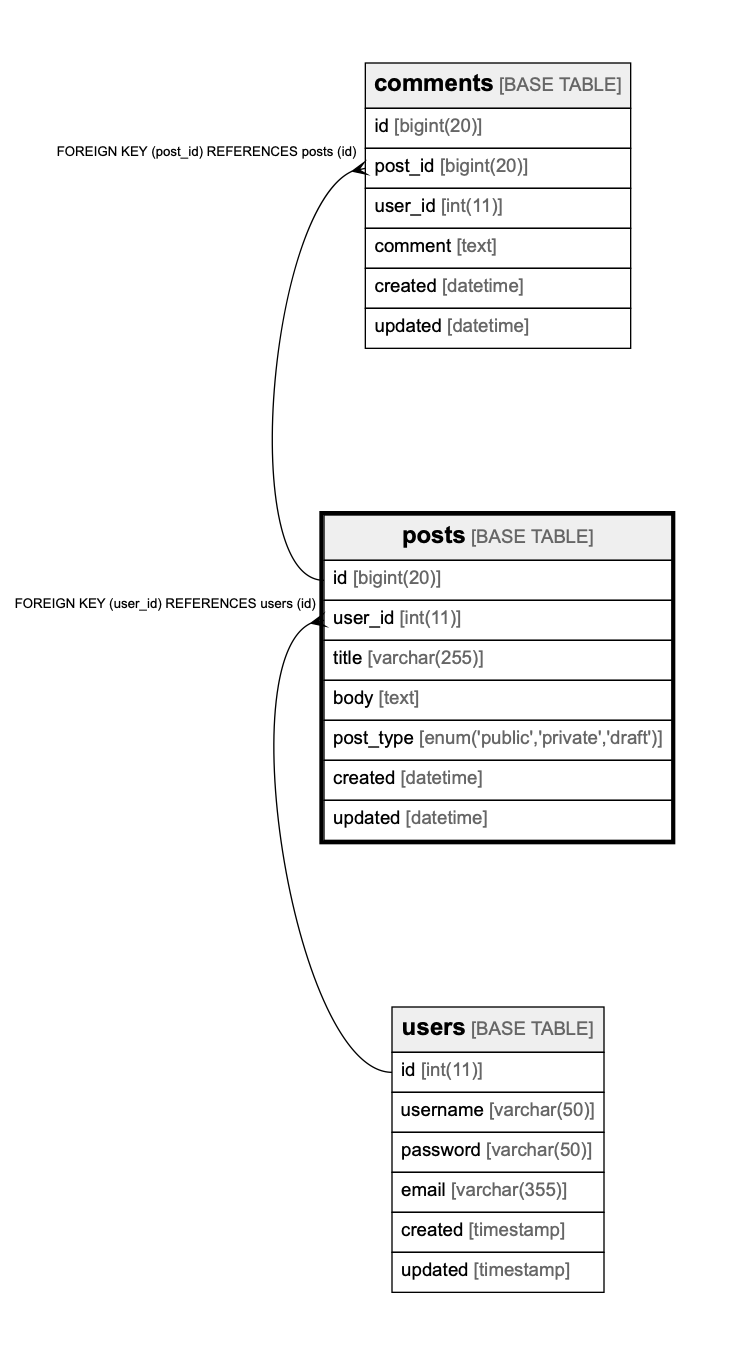 comments [BASE TABLE]
id [bigint(20)]
FOREIGN KEY (post_id) REFERENCES posts (id)
post_id [bigint(20)]
user_id [int(11)]
comment [text]
created [datetime]
updated [datetime]
posts [BASE TABLE]
id [bigint(20)]
FOREIGN KEY (user_id) REFERENCES users (id)
user_id [int(11)]
title [varchar(255)]
body [text]
post_type [enum('public','private','draft')]
created [datetime]
updated [datetime]
users [BASE TABLE]
id [int(11)]
username [varchar(50)]
password [varchar(50)]
email [varchar(355)]
created [timestamp]
updated [timestamp]